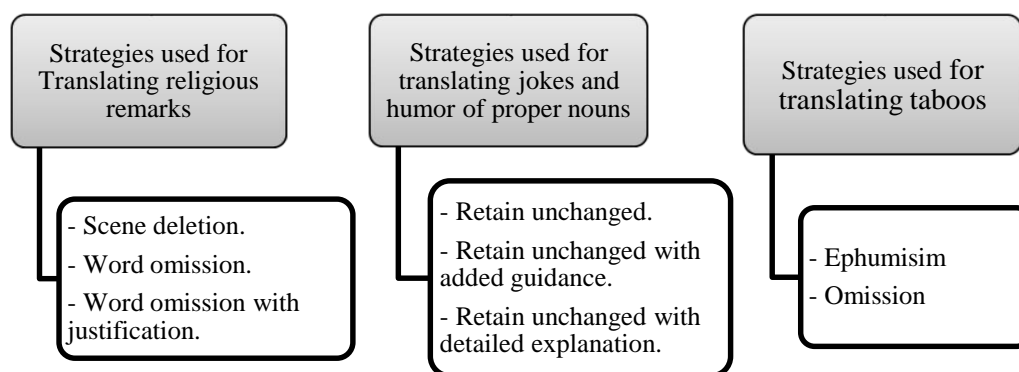 Strategies used for
Translating religious
remarks
- Scene deletion.
- Word omission.
- Word omission with
justification.
Strategies used for
translating jokes and
humor of proper nouns
- Retain unchanged.
- Retain unchanged with
added guidance.
- Retain unchanged with
detailed explanation.
Strategies used for
translating taboos
- Ephumisim
- Omission